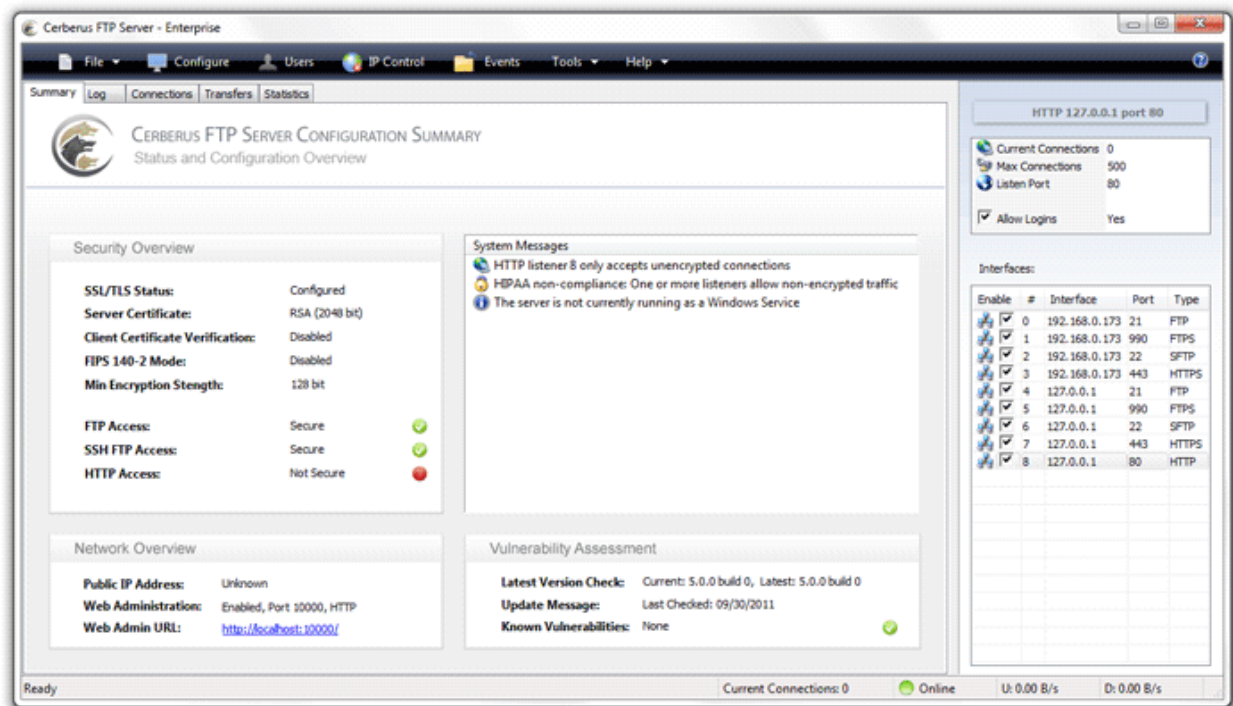 Cerberus FTP Server - Enterprise
File Configure Users IP Control Events Tools Help
Summary Log Connections Transfers Statistics
CERBERUS FTP SERVER CONFIGURATION SUMMARY
Status and Configuration Overview
Security Overview
SSL/TLS Status: Configured
Server Certificate: RSA (2048 bit)
Client Certificate Verification: Disabled
FIPS 140-2 Mode: Disabled
Min Encryption Stength: 128 bit
FTP Access: Secure
SSH FTP Access: Secure
HTTP Access: Not Secure
System Messages
HTTP listener 8 only accepts unencrypted connections
HIPAA non-compliance: One or more listeners allow non-encrypted traffic
The server is not currently running as a Windows Service
Network Overview
Public IP Address: Unknown
Web Administration: Enabled, Port 10000, HTTP
Web Admin URL: http://localhost:10000/
Vulnerability Assessment
Latest Version Check: Current: 5.0.0 build 0, Latest: 5.0.0 build 0
Update Message: Last Checked: 09/30/2011
Known Vulnerabilities: None
HTTP 127.0.0.1 port 80
Current Connections 0
Max Connections 500
Listen Port 80
Allow Logins Yes
Interfaces:
Enable # Interface Port Type
0 192.168.0.173 21 FTP
1 192.168.0.173 990 FTPS
2 192.168.0.173 22 SFTP
3 192.168.0.173 443 HTTPS
4 127.0.0.1 21 FTP
5 127.0.0.1 990 FTPS
6 127.0.0.1 22 SFTP
7 127.0.0.1 443 HTTPS
8 127.0.0.1 80 HTTP
Ready Current Connections: 0 Online U: 0.00 B/s D: 0.00 B/s